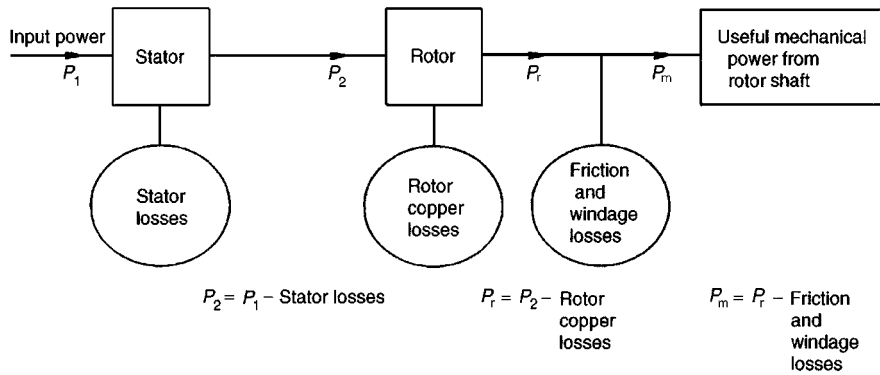 Input power
P1
Stator
P2
Rotor
Pr
Pm
Useful mechanical
power from
rotor shaft
Stator
losses
Rotor
copper
losses
Friction
and
windage
losses
P2 = P1 – Stator losses
Pr = P2 – Rotor
copper
losses
Pm = Pr – Friction
and
windage
losses